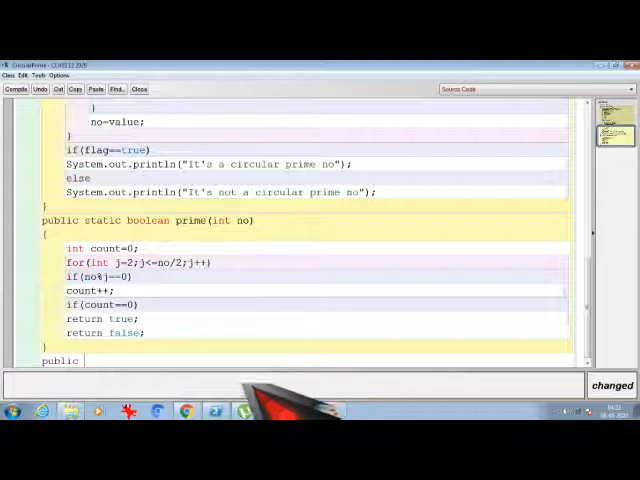 CircularPrime - CLASS 12 2020
Class Edit Tools Options
Compile Undo Cut Copy Paste Find.. Close Source Code
}
no=value;
}
if(flag==true)
System.out.println("It's a circular prime no");
else
System.out.println("It's not a circular prime no");
}
public static boolean prime(int no)
{
int count=0;
for(int j=2;j<=no/2;j++)
if(no%j==0)
count++;
if(count==0)
return true;
return false;
}
public
changed